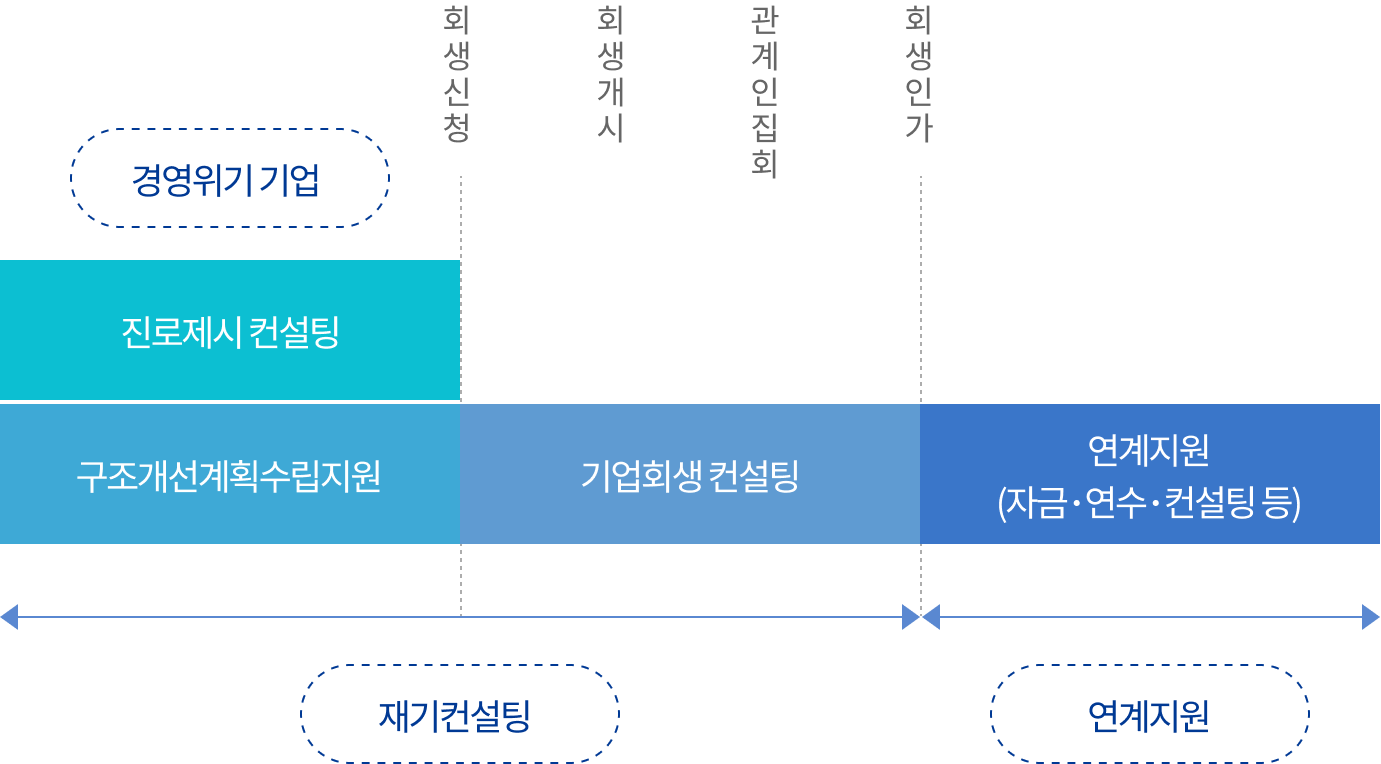 회생신청
회생개시
관계인집회
회생인가
경영위기 기업
진로제시 컨설팅
구조개선계획수립지원
기업회생 컨설팅
연계지원
(자금·연수·컨설팅 등)
재기컨설팅
연계지원